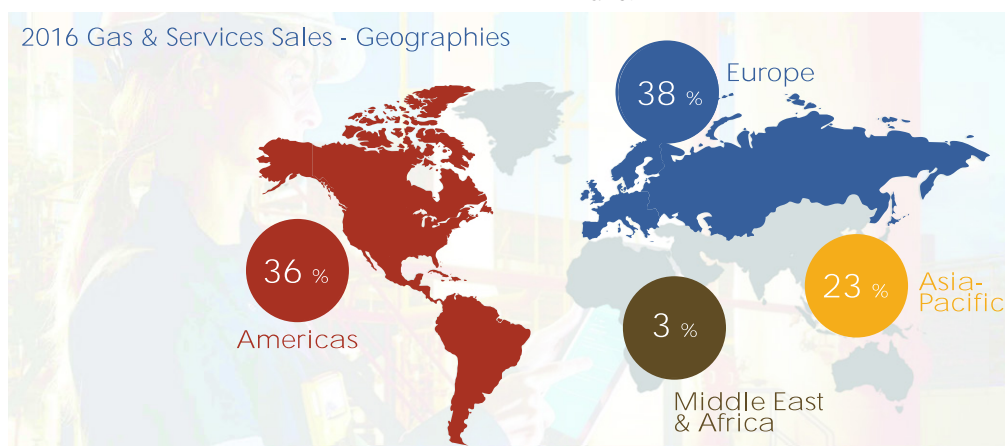 2016 Gas & Services Sales - Geographies
38 %
Europe
36 %
Americas
23 %
Asia-
Pacific
3 %
Middle East
& Africa